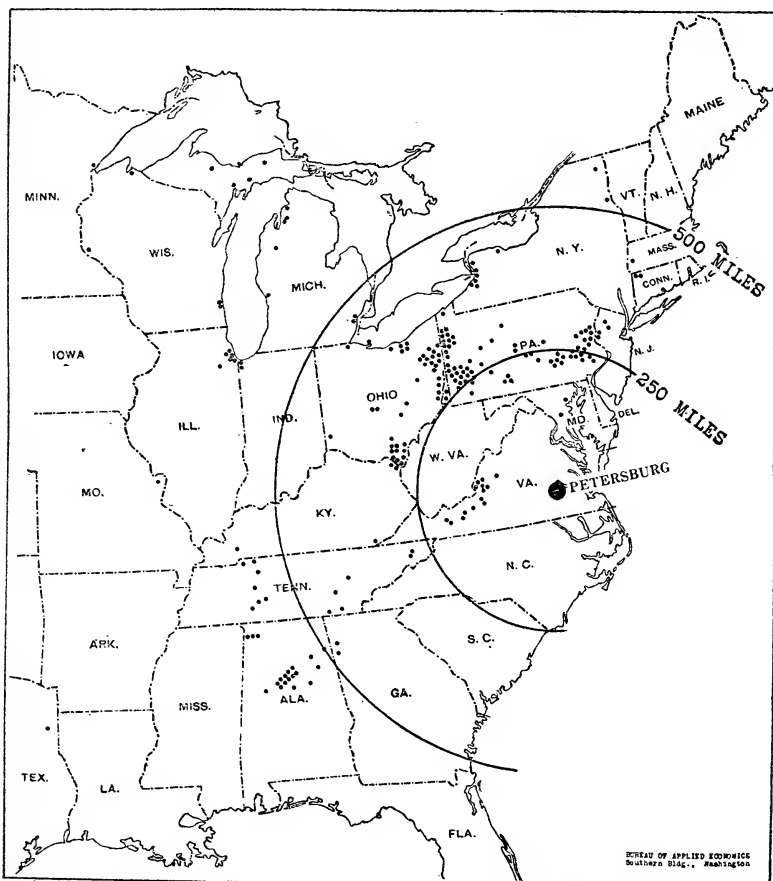 MAINE
MINN.
VT.
N. H.
WIS.
N. Y.
MASS.
500 MILES
MICH.
CONN.
R. I.
IOWA
PA.
N. J.
OHIO
250 MILES
ILL.
IND.
MD.
DEL.
W. VA.
MO.
VA.
PETERSBURG
KY.
N. C.
TENN.
ARK.
S. C.
MISS.
ALA.
GA.
TEX.
LA.
FLA.
BUREAU OF APPLIED ECONOMICS
Southern Bldg., Washington